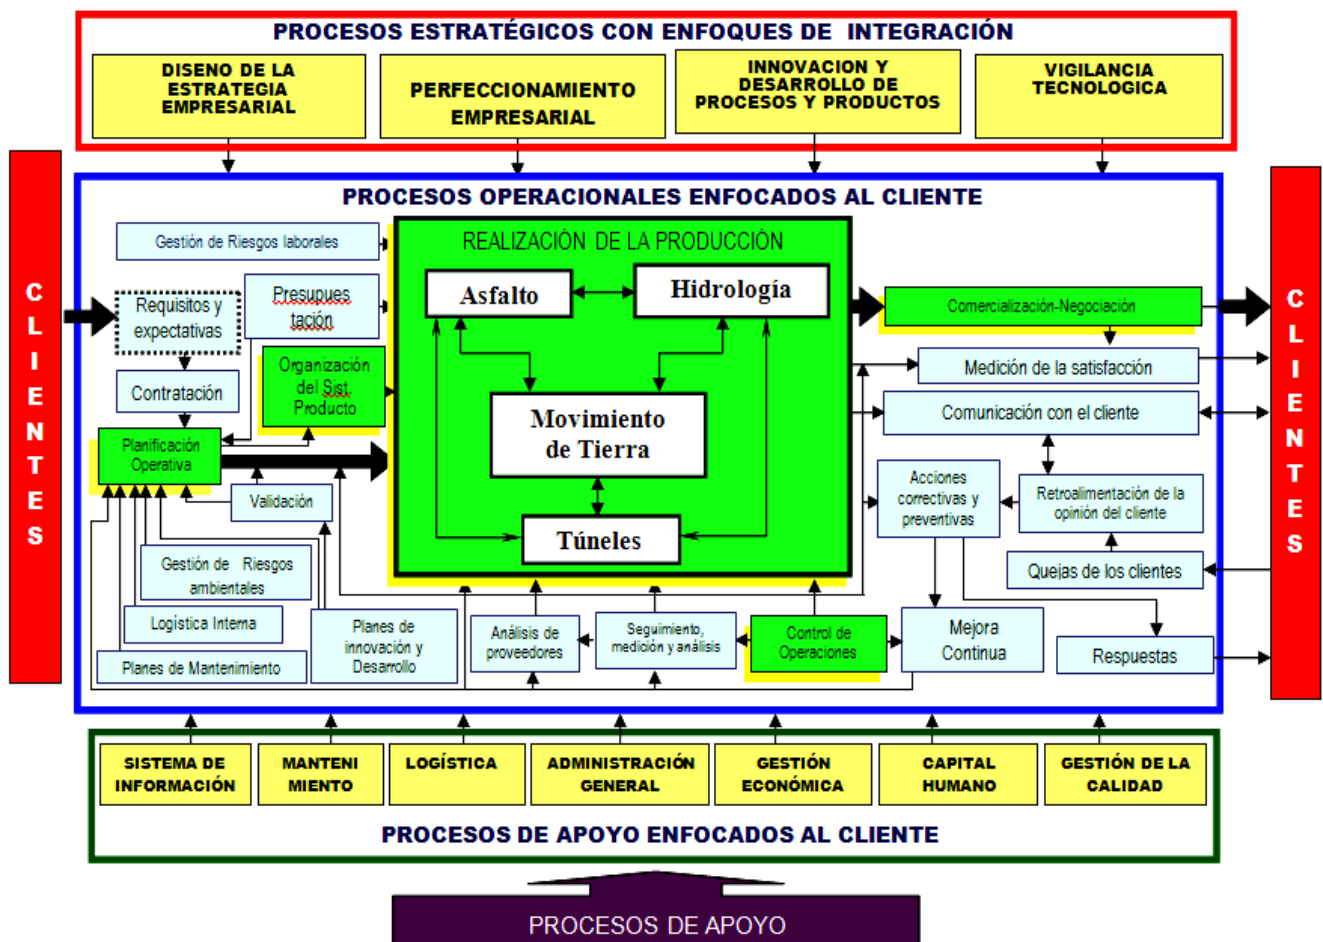 PROCESOS ESTRATÉGICOS CON ENFOQUES DE INTEGRACIÓN
DISENO DE LA
ESTRATEGIA
EMPRESARIAL
PERFECCIONAMIENTO
EMPRESARIAL
INNOVACION Y
DESARROLLO DE
PROCESOS Y PRODUCTOS
VIGILANCIA
TECNOLOGICA
CLIENTES
PROCESOS OPERACIONALES ENFOCADOS AL CLIENTE
Gestión de Riesgos laborales
Requisitos y
expectativas
Presupues
tación
Contratación
Organización
del Sist.
Producto
Planificación
Operativa
Validación
Gestión de Riesgos
ambientales
Logística Interna
Planes de Mantenimiento
Planes de
innovación y
Desarrollo
REALIZACIÓN DE LA PRODUCCIÓN
Asfalto
Hidrología
Movimiento
de Tierra
Túneles
Análisis de
proveedores
Seguimiento,
medición y análisis
Control de
Operaciones
Comercialización-Negociación
Medición de la satisfacción
Comunicación con el cliente
Acciones
correctivas y
preventivas
Retroalimentación de la
opinión del cliente
Quejas de los clientes
Mejora
Continua
Respuestas
CLIENTES
SISTEMA DE
INFORMACIÓN
MANTENI
MIENTO
LOGÍSTICA
ADMINISTRACIÓN
GENERAL
GESTIÓN
ECONÓMICA
CAPITAL
HUMANO
GESTIÓN DE LA
CALIDAD
PROCESOS DE APOYO ENFOCADOS AL CLIENTE
PROCESOS DE APOYO